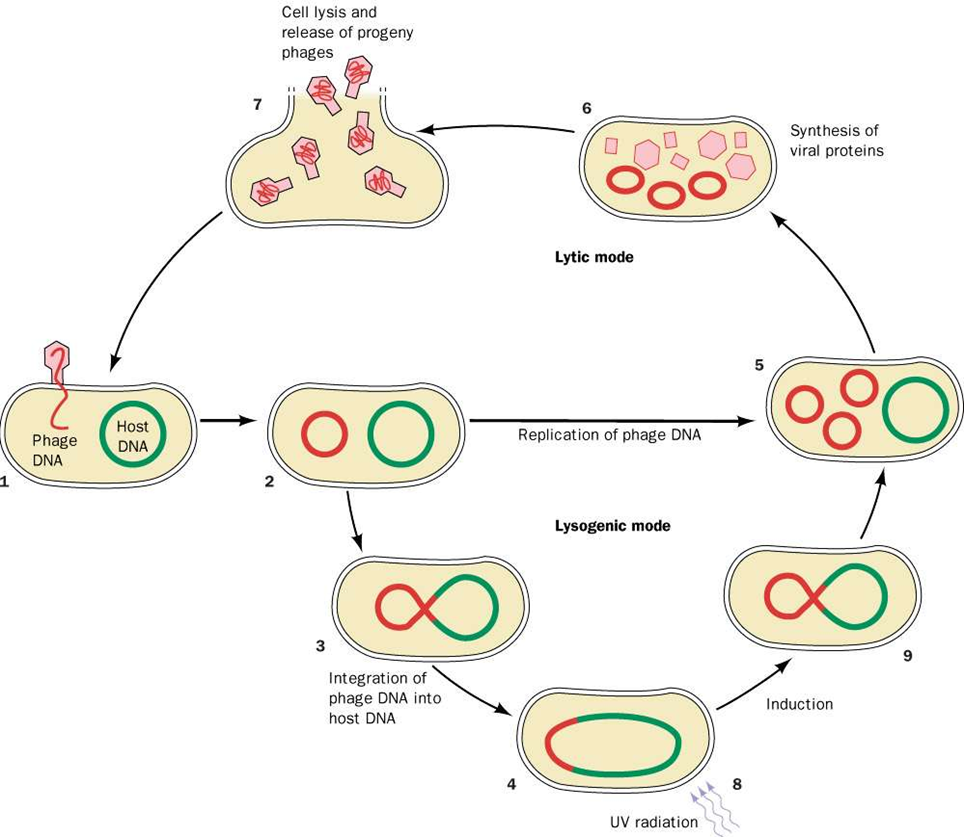 Cell lysis and
release of progeny
phages
7
6
Synthesis of
viral proteins
Lytic mode
5
Phage
DNA
Host
DNA
1
2
Replication of phage DNA
Lysogenic mode
3
Integration of
phage DNA into
host DNA
9
Induction
4
8
UV radiation